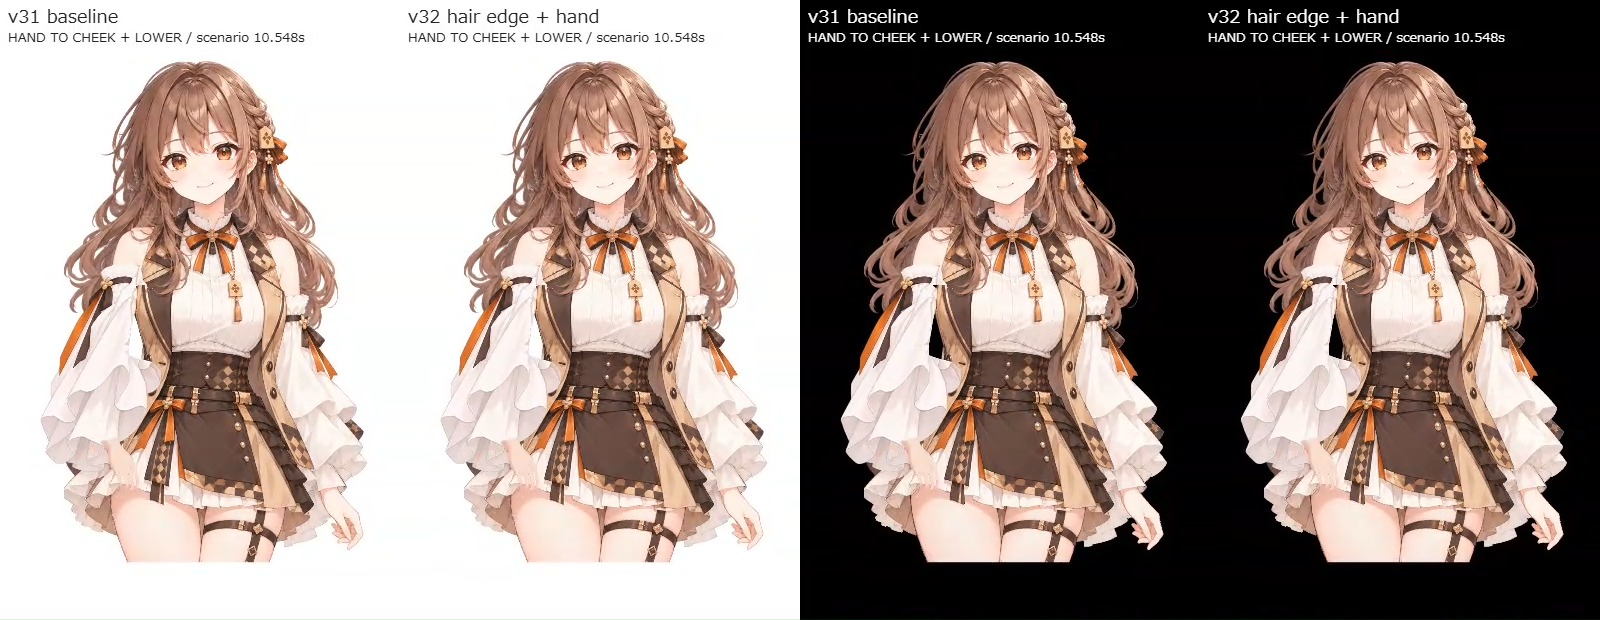 v31 baseline
HAND TO CHEEK + LOWER / scenario 10.548s
v32 hair edge + hand
HAND TO CHEEK + LOWER / scenario 10.548s
v31 baseline
HAND TO CHEEK + LOWER / scenario 10.548s
v32 hair edge + hand
HAND TO CHEEK + LOWER / scenario 10.548s